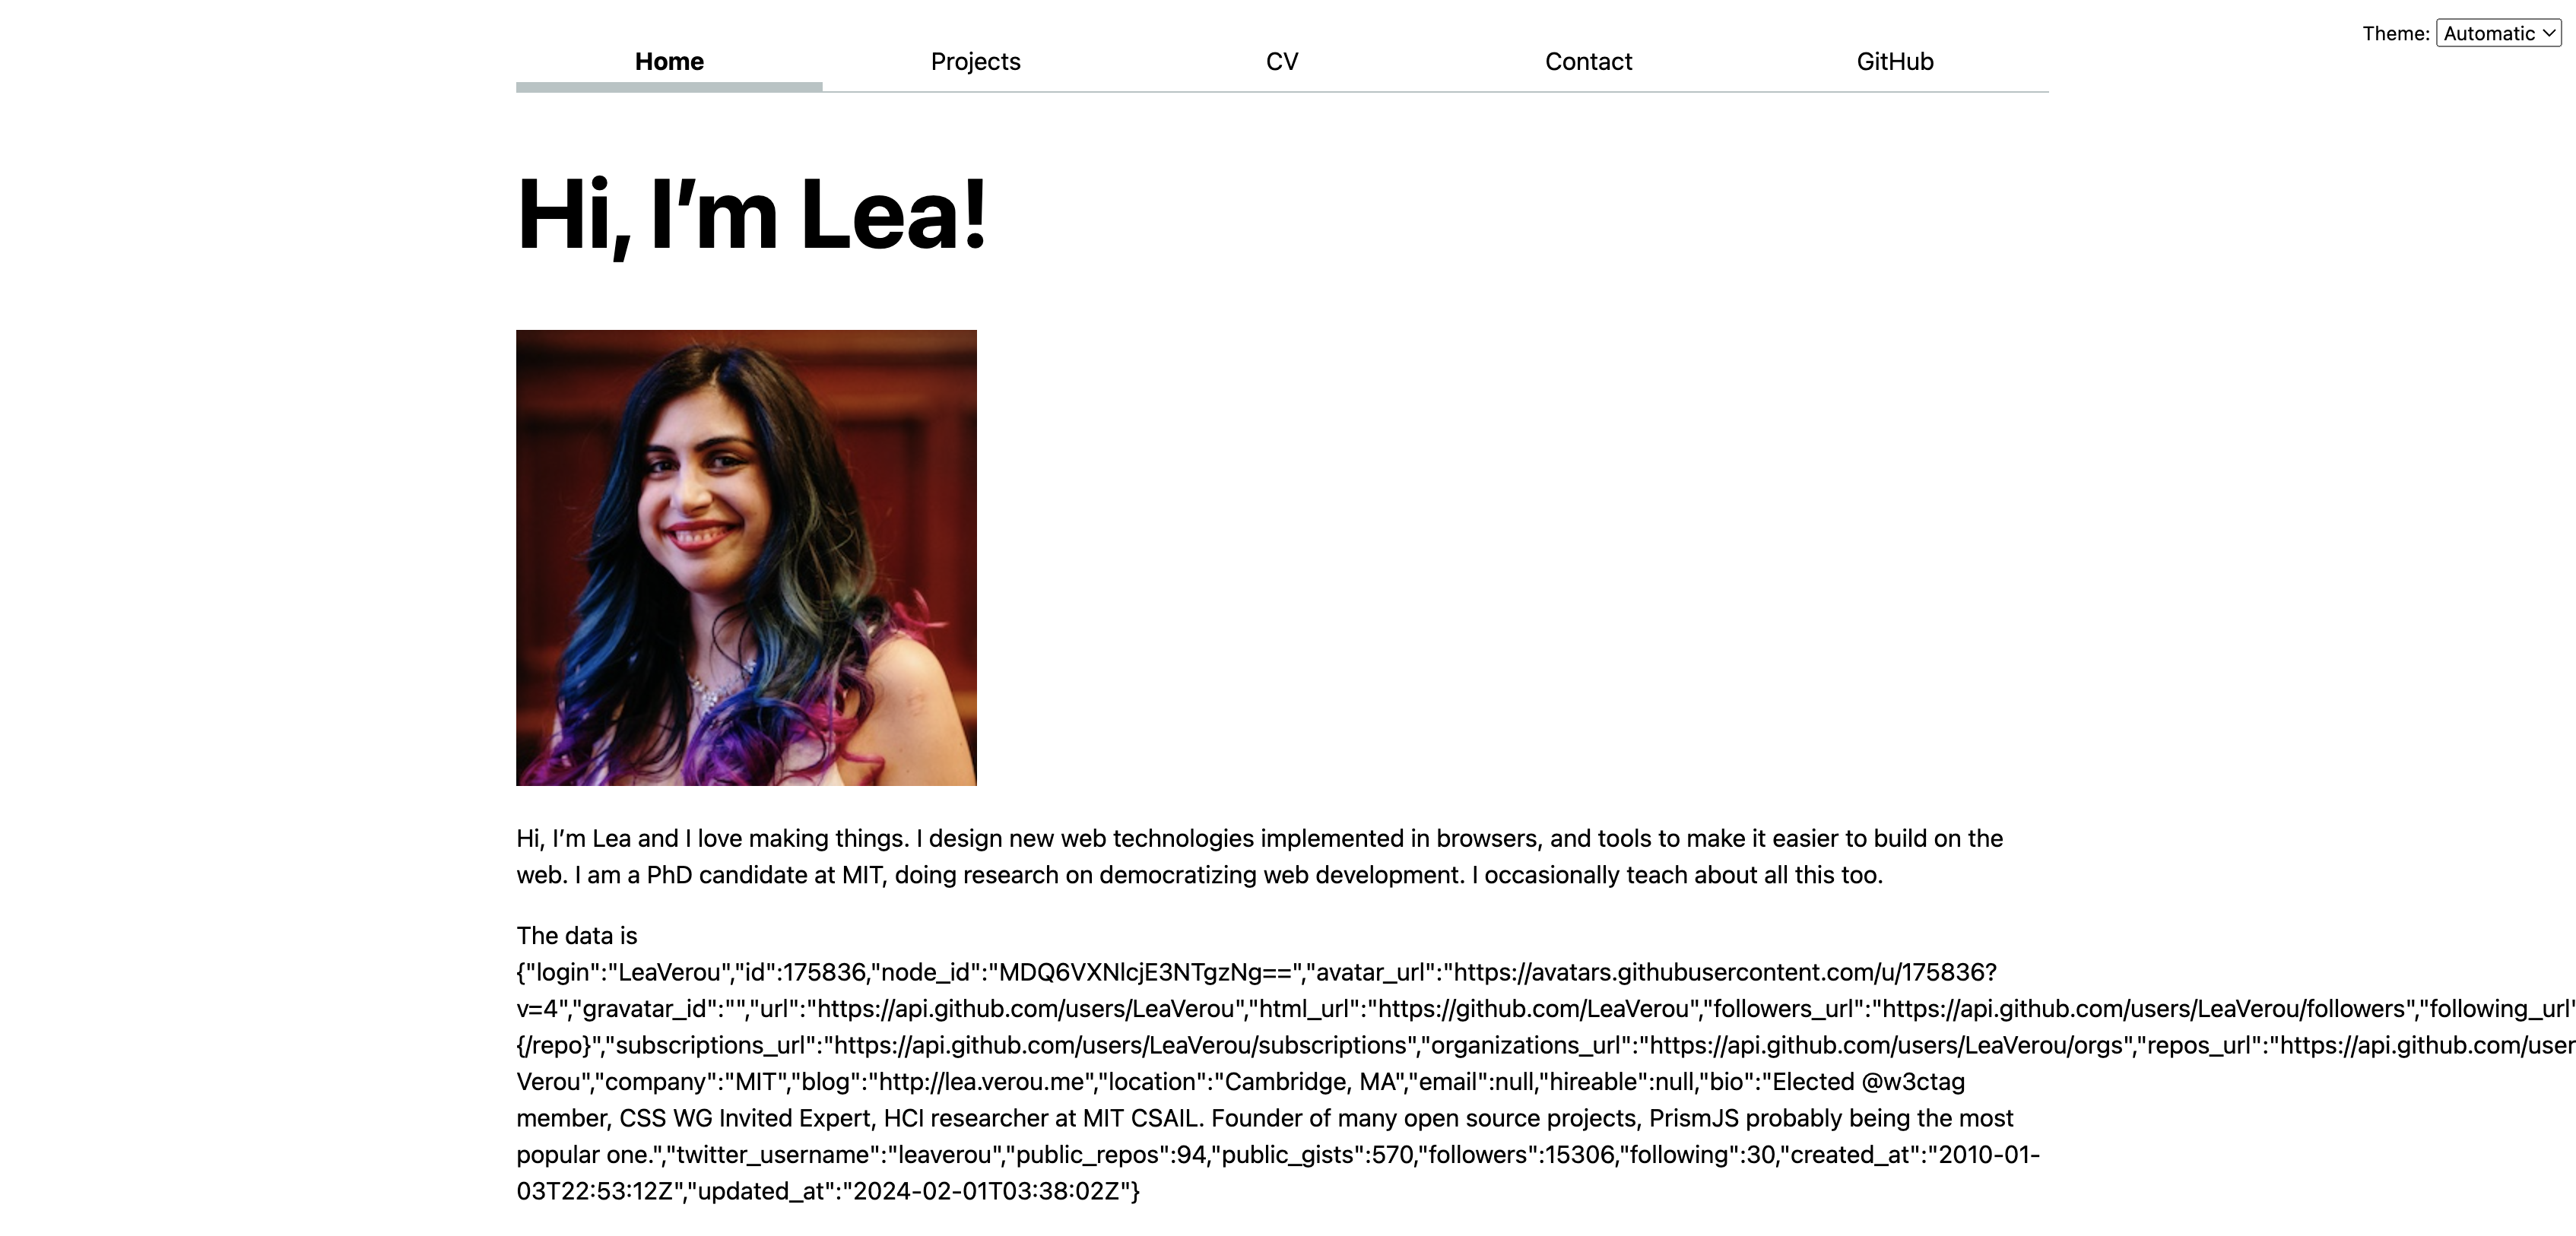 Theme: Automatic
Home Projects CV Contact GitHub
Hi, I’m Lea!
Hi, I’m Lea and I love making things. I design new web technologies implemented in browsers, and tools to make it easier to build on the
web. I am a PhD candidate at MIT, doing research on democratizing web development. I occasionally teach about all this too.
The data is
{"login":"LeaVerou","id":175836,"node_id":"MDQ6VXNlcjE3NTgzNg==","avatar_url":"https://avatars.githubusercontent.com/u/175836?
v=4","gravatar_id":"","url":"https://api.github.com/users/LeaVerou","html_url":"https://github.com/LeaVerou","followers_url":"https://api.github.com/users/LeaVerou/followers","following_url"
{/repo}","subscriptions_url":"https://api.github.com/users/LeaVerou/subscriptions","organizations_url":"https://api.github.com/users/LeaVerou/orgs","repos_url":"https://api.github.com/user
Verou","company":"MIT","blog":"http://lea.verou.me","location":"Cambridge, MA","email":null,"hireable":null,"bio":"Elected @w3ctag
member, CSS WG Invited Expert, HCI researcher at MIT CSAIL. Founder of many open source projects, PrismJS probably being the most
popular one.","twitter_username":"leaverou","public_repos":94,"public_gists":570,"followers":15306,"following":30,"created_at":"2010-01-
03T22:53:12Z","updated_at":"2024-02-01T03:38:02Z"}